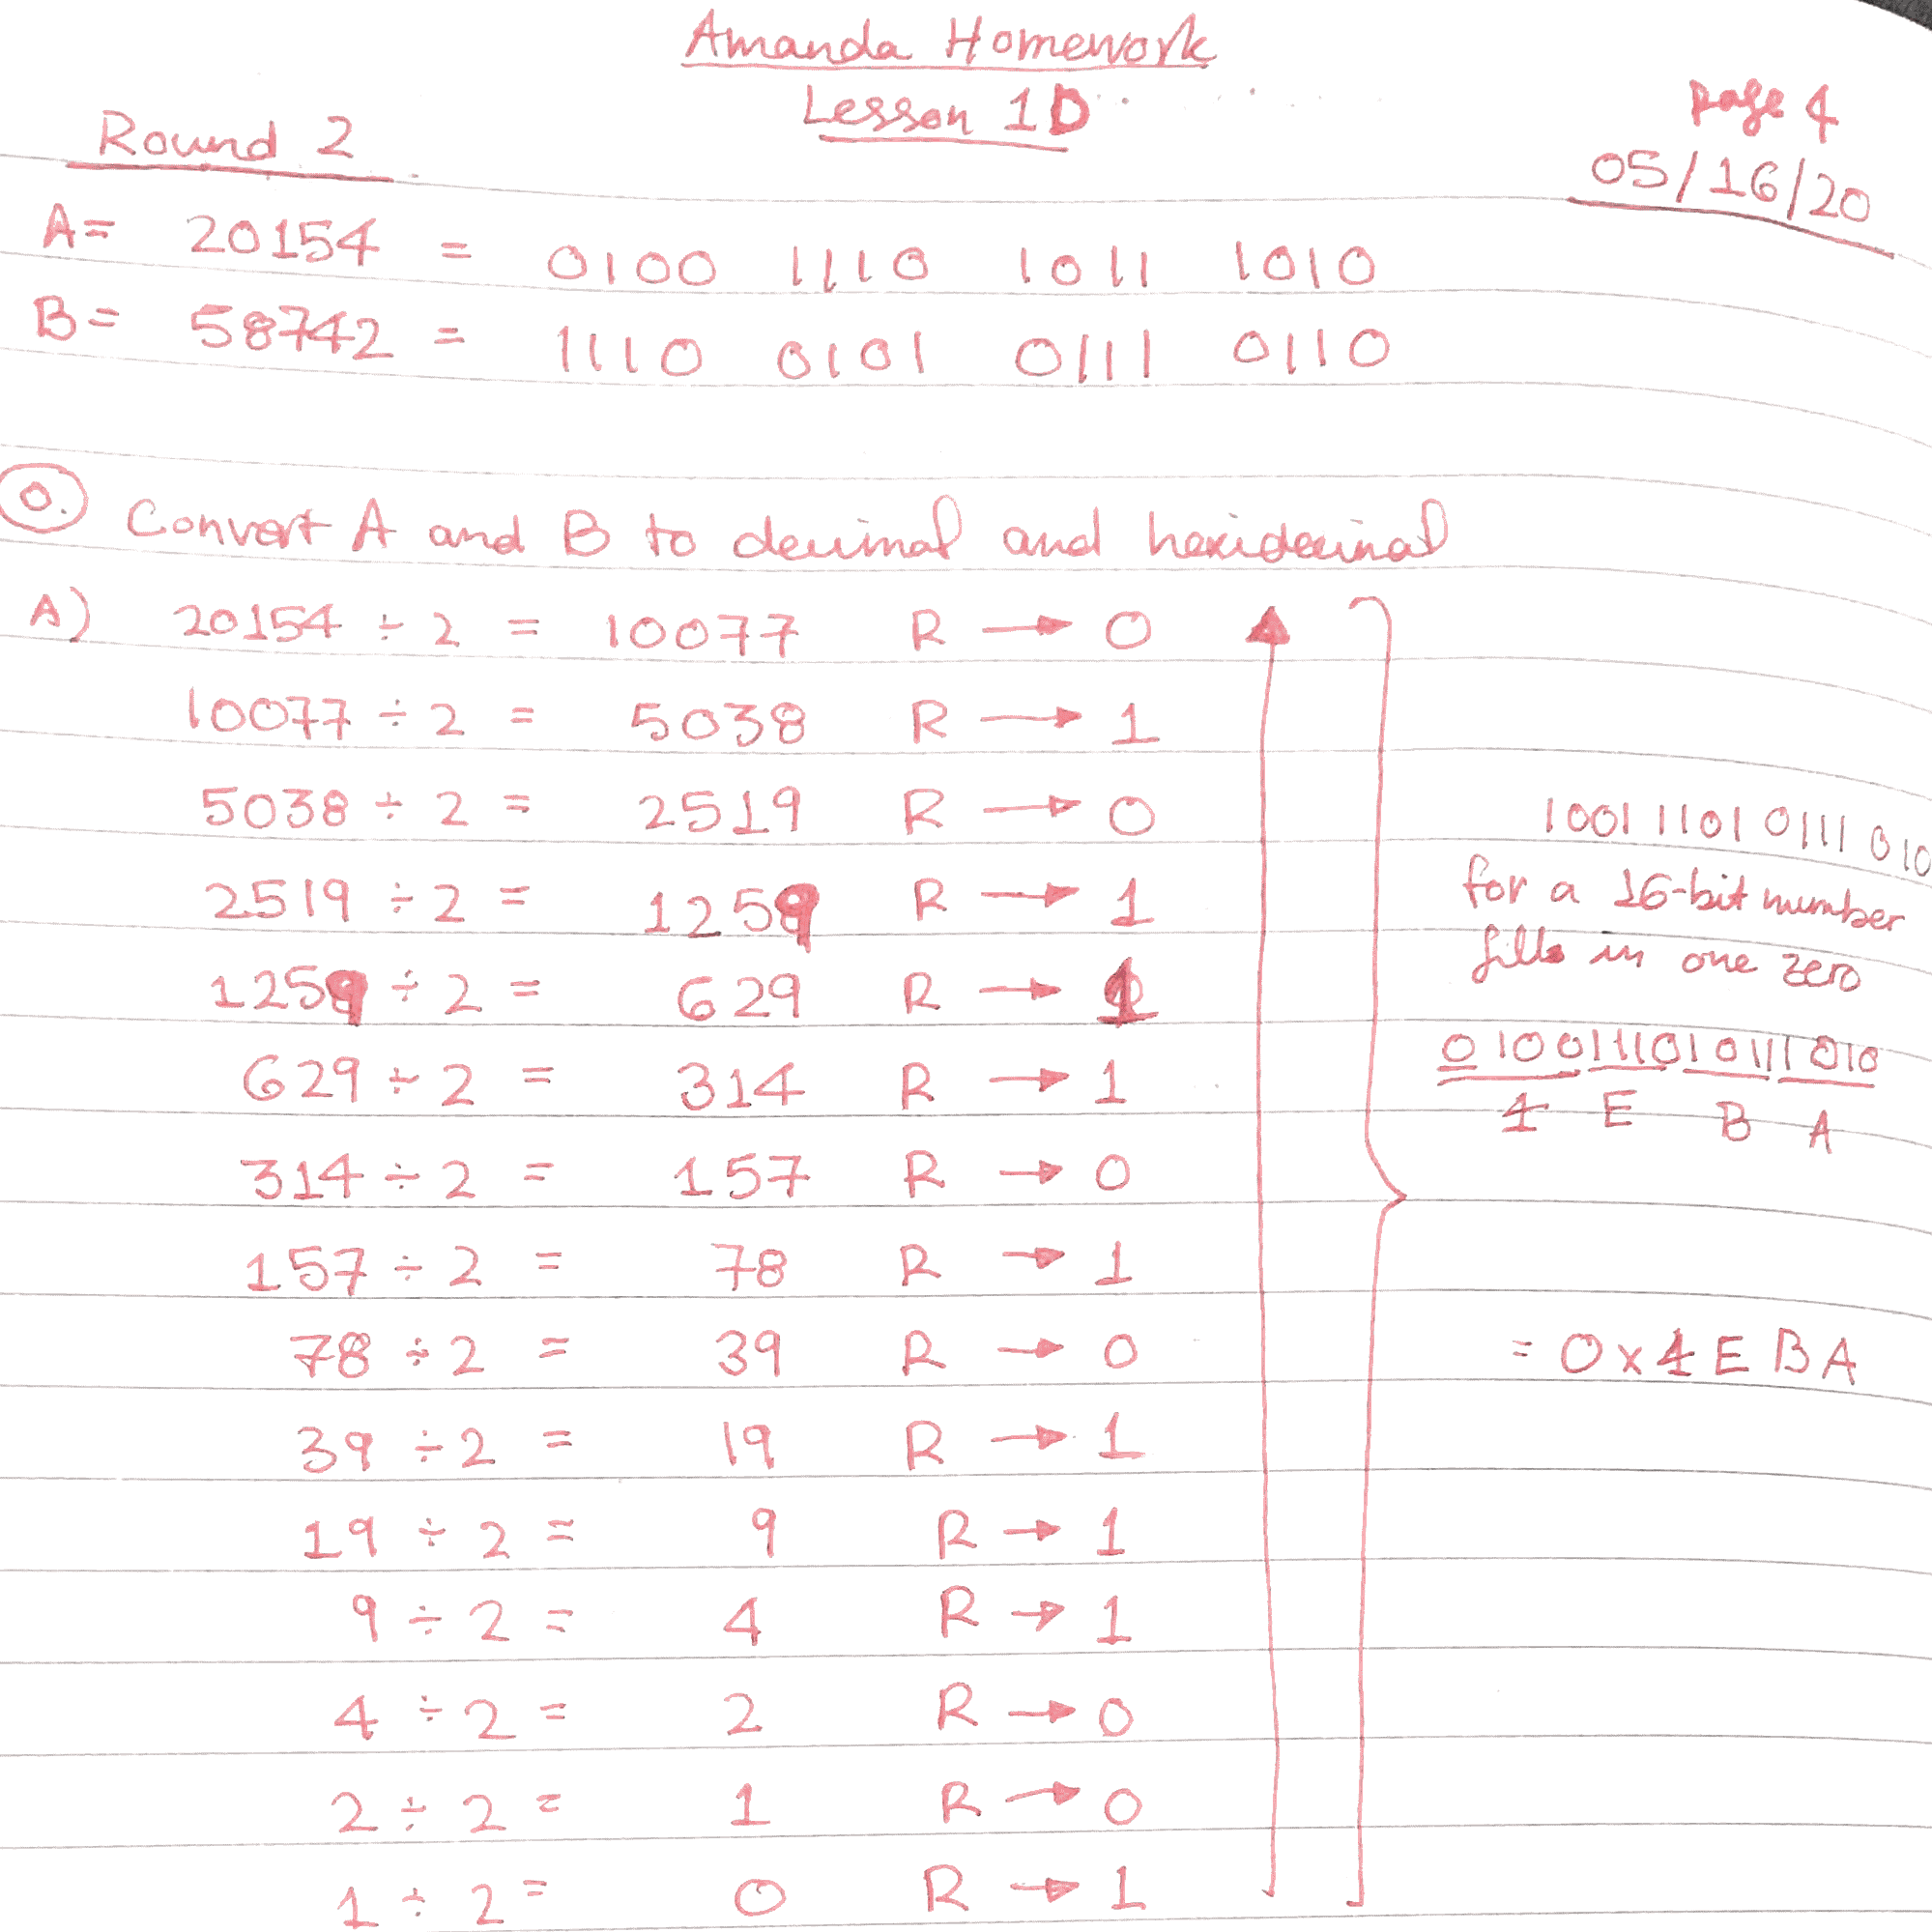 Amanda Homework
Lesson 1D
page 4
05/16/20
Round 2
A= 20154 = 0100 1110 1011 1010
B= 58742 = 1110 0101 0111 0110
Q. Convert A and B to decimal and hexidecimal
A) 20154 ÷ 2 = 10077 R → 0
10077 ÷ 2 = 5038 R → 1
5038 ÷ 2 = 2519 R → 0
2519 ÷ 2 = 1259 R → 1
1259 ÷ 2 = 629 R → 1
629 ÷ 2 = 314 R → 1
314 ÷ 2 = 157 R → 0
157 ÷ 2 = 78 R → 1
78 ÷ 2 = 39 R → 0
39 ÷ 2 = 19 R → 1
19 ÷ 2 = 9 R → 1
9 ÷ 2 = 4 R → 1
4 ÷ 2 = 2 R → 0
2 ÷ 2 = 1 R → 0
1 ÷ 2 = 0 R → 1
1001 1101 0111 010
for a 16-bit number
fills in one zero
0100111010111010
4 E B A
= 0x4EBA